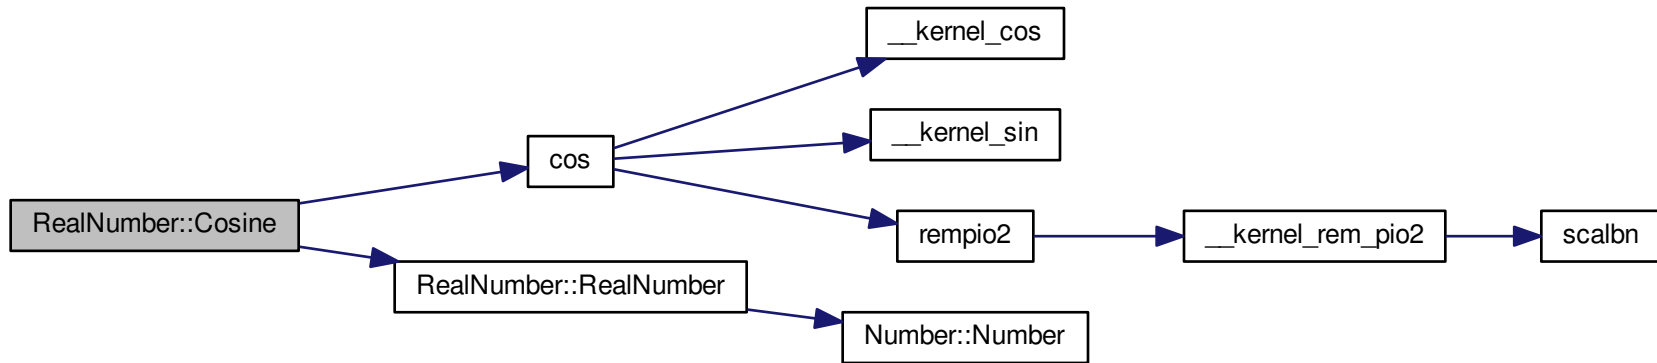 __kernel_cos
__kernel_sin
cos
RealNumber::Cosine
rempio2
__kernel_rem_pio2
scalbn
RealNumber::RealNumber
Number::Number